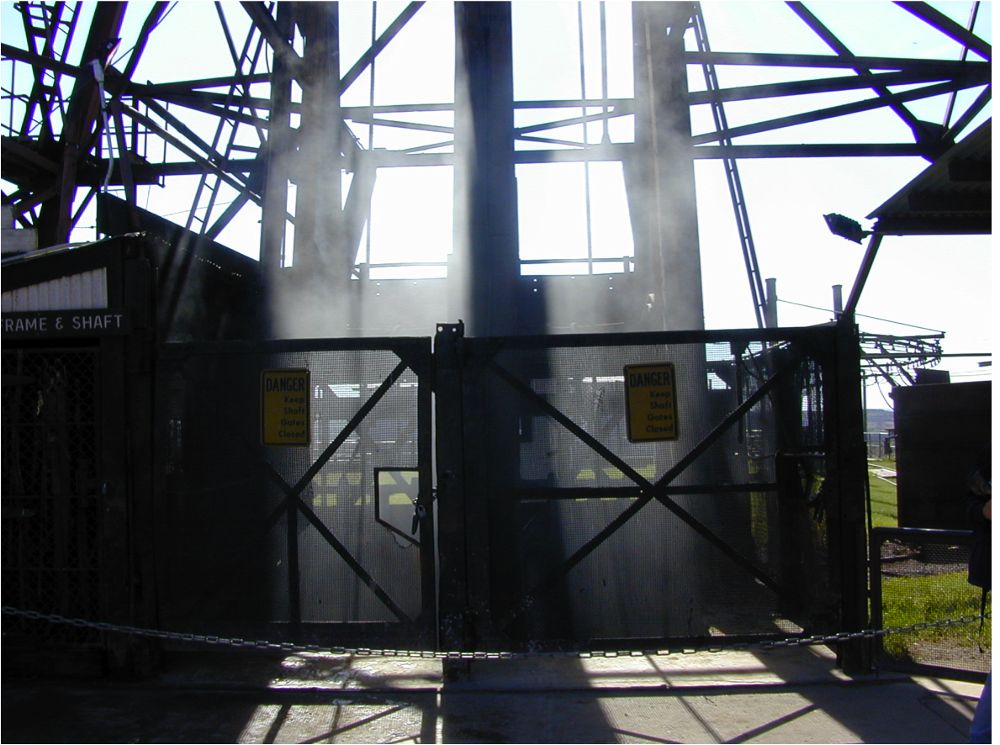 FRAME & SHAFT
DANGER
Keep
Shaft
Gates
Closed
DANGER
Keep
Shaft
Gates
Closed